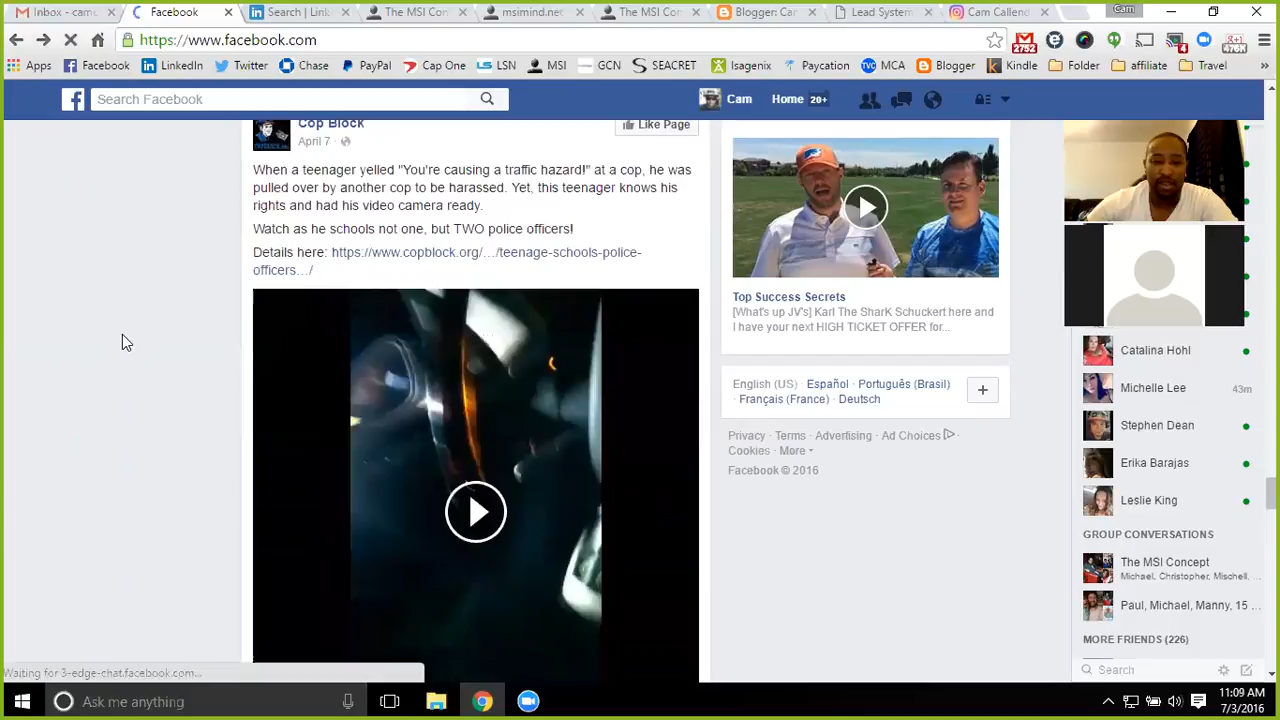 Inbox - camc
Facebook
Search | Link
The MSI Con
msimind.net
The MSI Con
Blogger: Car
Lead System
Cam Callend
Cam
https://www.facebook.com
2752
4
476K
Apps
Facebook
LinkedIn
Twitter
Chase
PayPal
Cap One
LSN
MSI
GCN
SEACRET
Isagenix
Paycation
MCA
Blogger
Kindle
Folder
affiliate
Travel
Search Facebook
Cam
Home 20+
Cop Block
April 7 ·
Like Page
When a teenager yelled "You're causing a traffic hazard!" at a cop, he was
pulled over by another cop to be harassed. Yet, this teenager knows his
rights and had his video camera ready.
Watch as he schools not one, but TWO police officers!
Details here: https://www.copblock.org/…/teenage-schools-police-
officers…/
Top Success Secrets
[What's up JV's] Karl The SharK Schuckert here and
I have your next HIGH TICKET OFFER for...
English (US) · Español · Português (Brasil)
· Français (France) · Deutsch
Privacy · Terms · Advertising · Ad Choices ·
Cookies · More
Facebook © 2016
Catalina Hohl
Michelle Lee 43m
Stephen Dean
Erika Barajas
Leslie King
GROUP CONVERSATIONS
The MSI Concept
Michael, Christopher, Mischell, ...
Paul, Michael, Manny, 15 ...
MORE FRIENDS (226)
Search
Waiting for 3-edge-chat.facebook.com...
Ask me anything
11:09 AM
7/3/2016